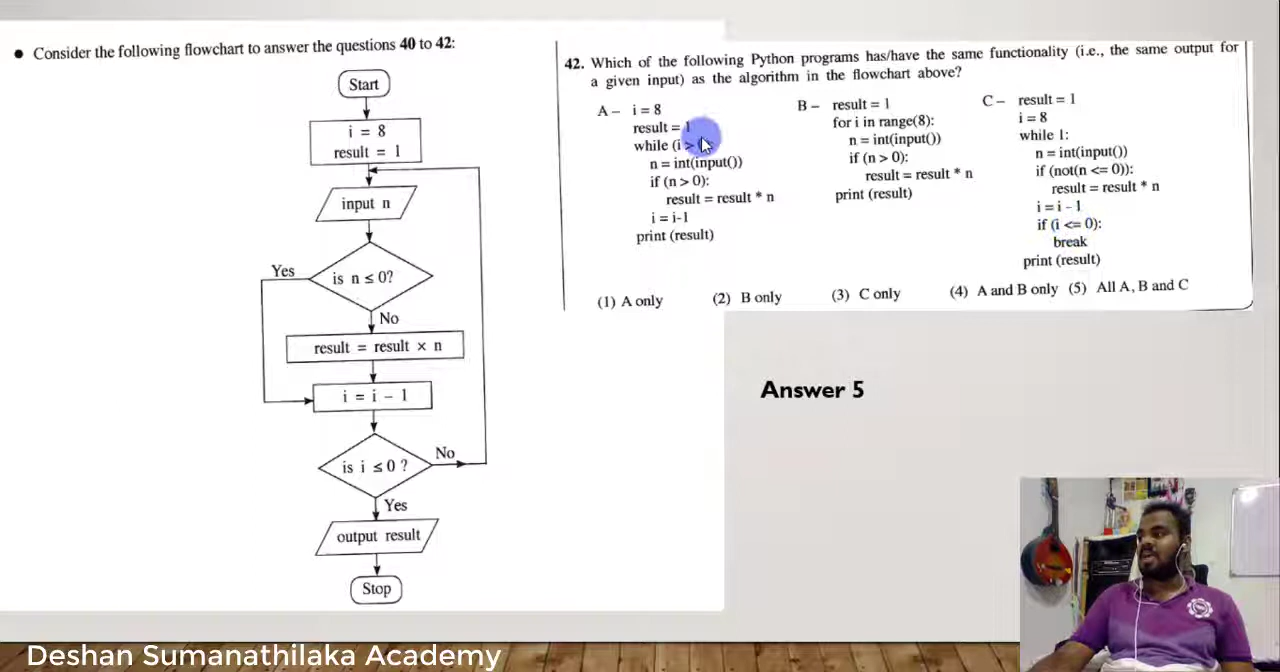 • Consider the following flowchart to answer the questions 40 to 42:
Start
i = 8
result = 1
input n
is n ≤ 0?
Yes
No
result = result × n
i = i − 1
is i ≤ 0 ?
No
Yes
output result
Stop
42. Which of the following Python programs has/have the same functionality (i.e., the same output for
a given input) as the algorithm in the flowchart above?
A – i = 8
result = 1
while (i >
n = int(input())
if (n > 0):
result = result * n
i = i-1
print (result)
B – result = 1
for i in range(8):
n = int(input())
if (n > 0):
result = result * n
print (result)
C – result = 1
i = 8
while 1:
n = int(input())
if (not(n <= 0)):
result = result * n
i = i - 1
if (i <= 0):
break
print (result)
(1) A only (2) B only (3) C only (4) A and B only (5) All A, B and C
Answer 5
Deshan Sumanathilaka Academy